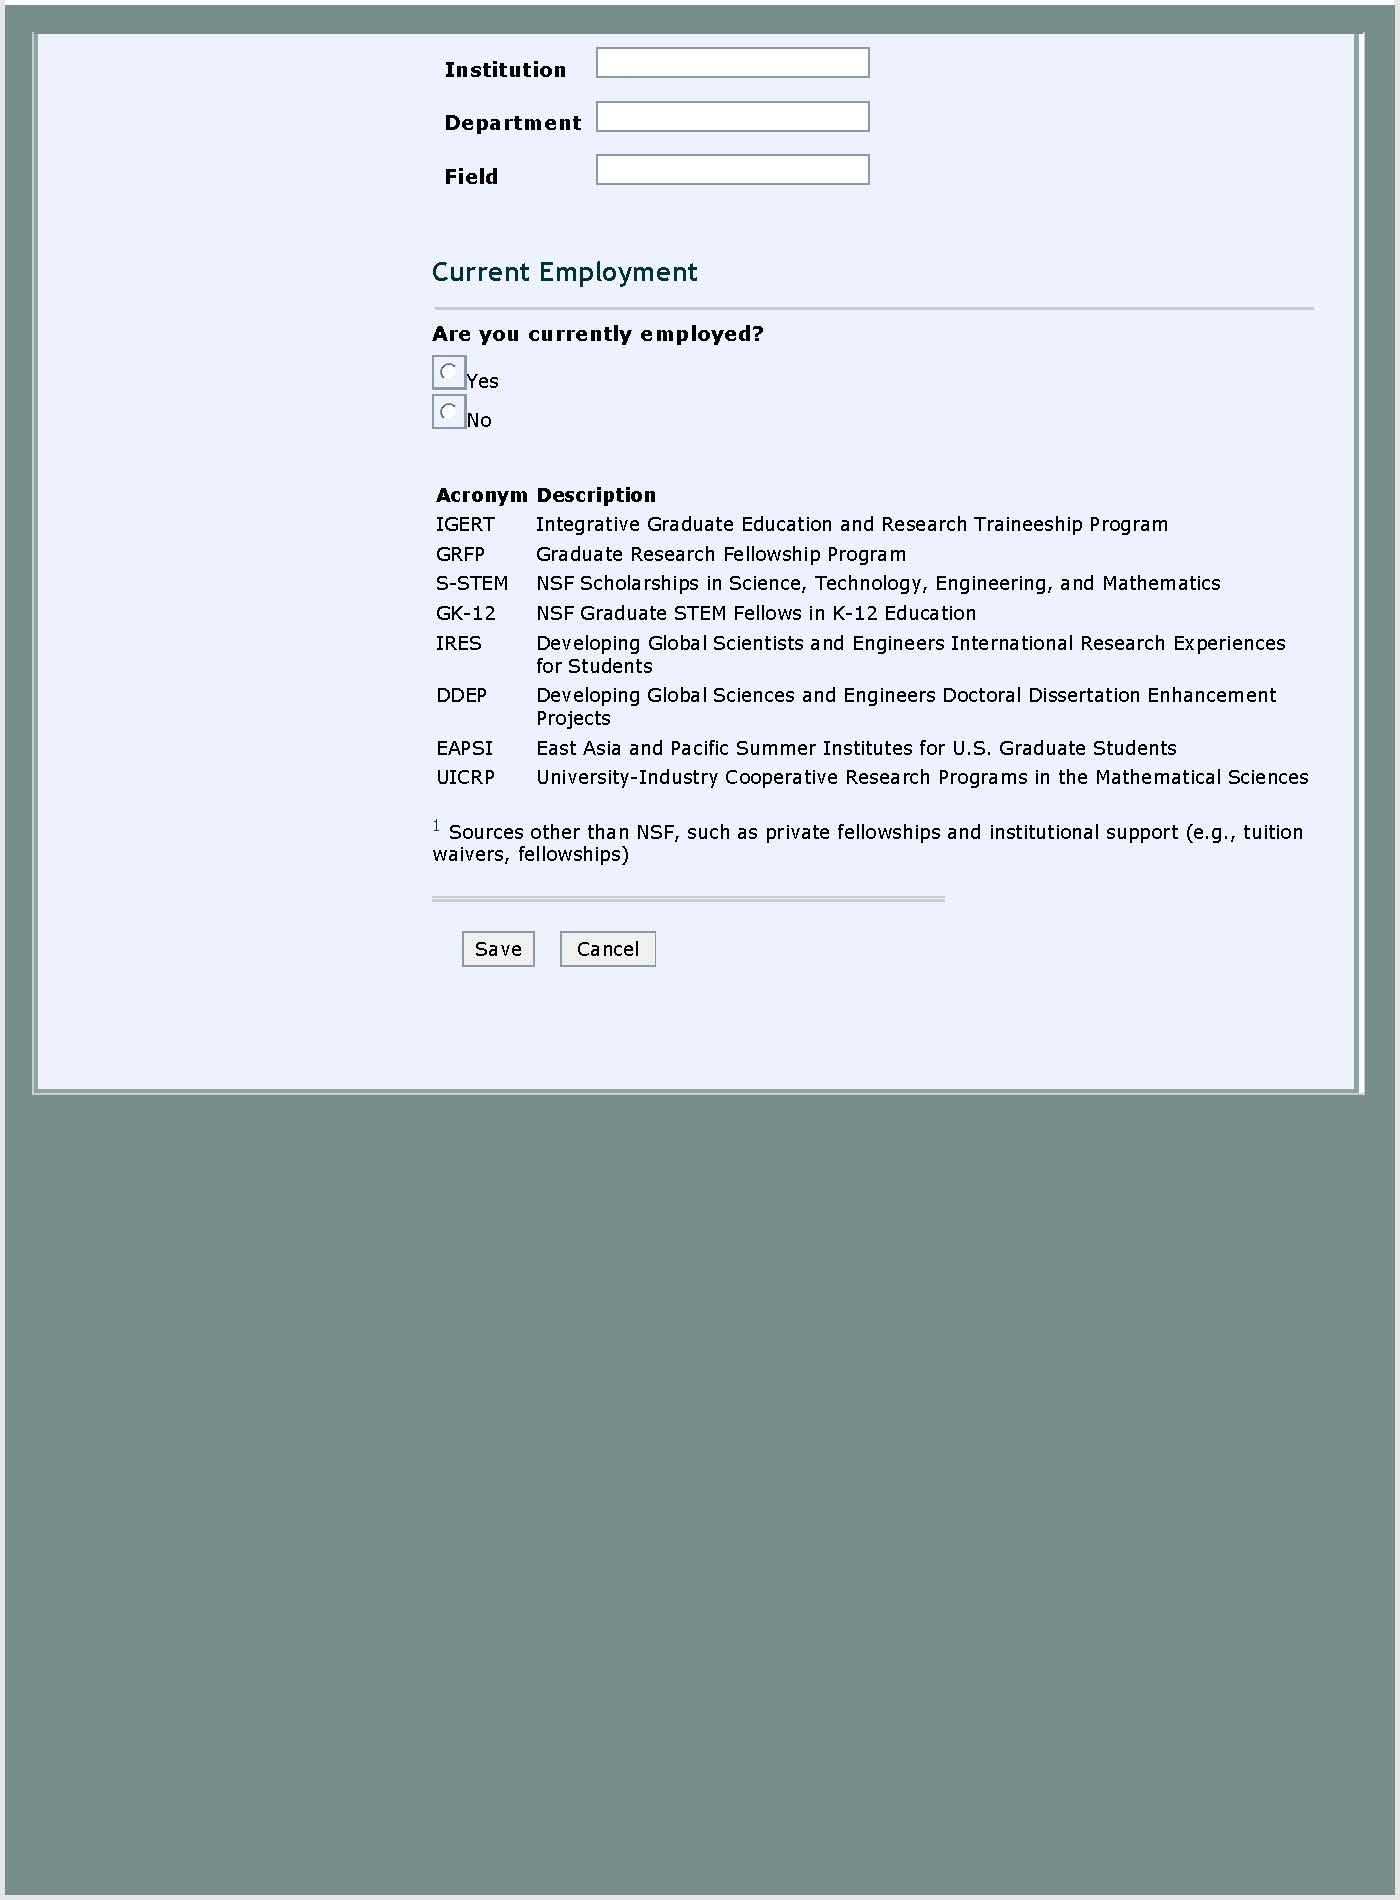 Institution
Department
Field
Current Employment
Are you currently employed?
Yes
No
Acronym Description
IGERT Integrative Graduate Education and Research Traineeship Program
GRFP Graduate Research Fellowship Program
S-STEM NSF Scholarships in Science, Technology, Engineering, and Mathematics
GK-12 NSF Graduate STEM Fellows in K-12 Education
IRES Developing Global Scientists and Engineers International Research Experiences
for Students
DDEP Developing Global Sciences and Engineers Doctoral Dissertation Enhancement
Projects
EAPSI East Asia and Pacific Summer Institutes for U.S. Graduate Students
UICRP University-Industry Cooperative Research Programs in the Mathematical Sciences
1 Sources other than NSF, such as private fellowships and institutional support (e.g., tuition
waivers, fellowships)
Save Cancel